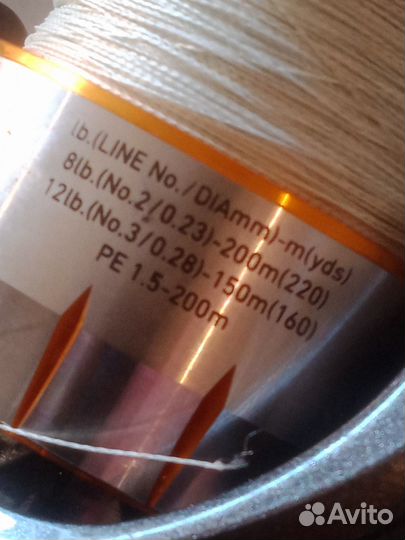 lb.(LINE No./DIAmm)-m(yds)
8lb.(No.2/0.23)-200m(220)
12lb.(No.3/0.28)-150m(160)
PE 1.5-200m
Avito